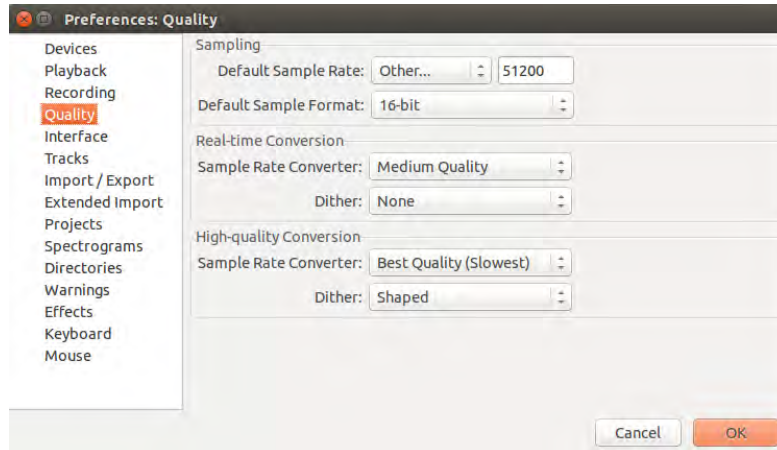 Preferences: Quality
Devices
Playback
Recording
Quality
Interface
Tracks
Import / Export
Extended Import
Projects
Spectrograms
Directories
Warnings
Effects
Keyboard
Mouse
Sampling
Default Sample Rate: Other... 51200
Default Sample Format: 16-bit
Real-time Conversion
Sample Rate Converter: Medium Quality
Dither: None
High-quality Conversion
Sample Rate Converter: Best Quality (Slowest)
Dither: Shaped
Cancel OK